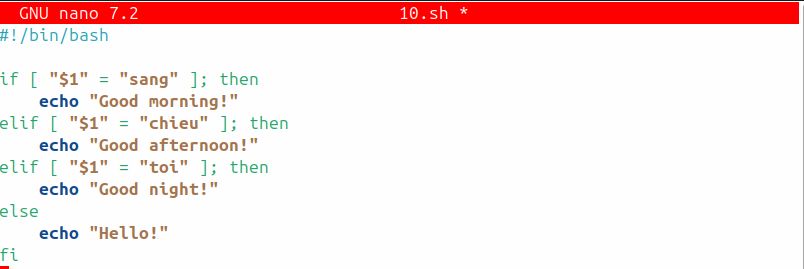 GNU nano 7.2 10.sh *
#!/bin/bash
if [ "$1" = "sang" ]; then
    echo "Good morning!"
elif [ "$1" = "chieu" ]; then
    echo "Good afternoon!"
elif [ "$1" = "toi" ]; then
    echo "Good night!"
else
    echo "Hello!"
fi